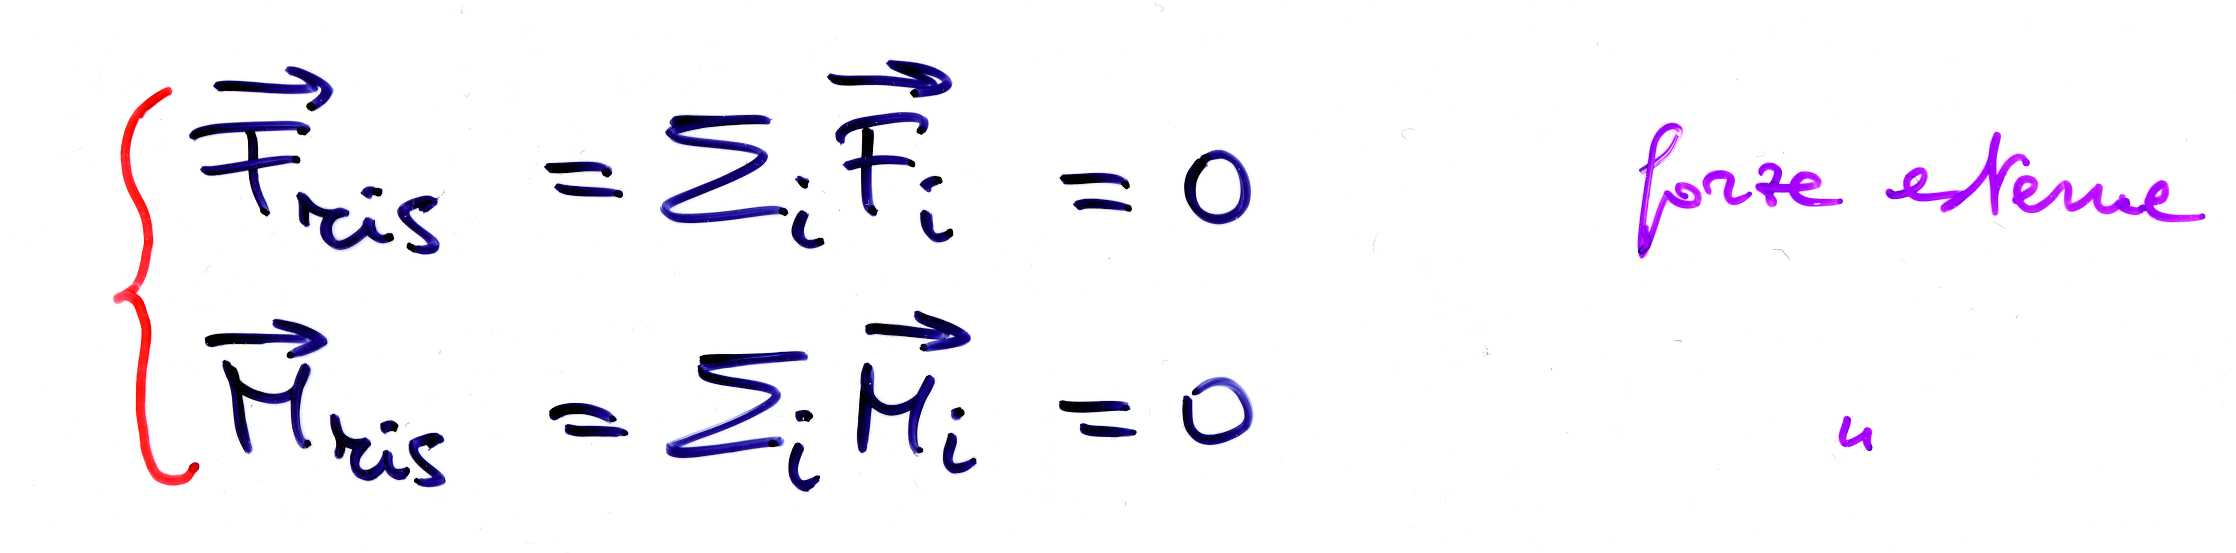 F⃗ris = Σi F⃗i = 0 forze esterne
M⃗ris = Σi M⃗i = 0 "